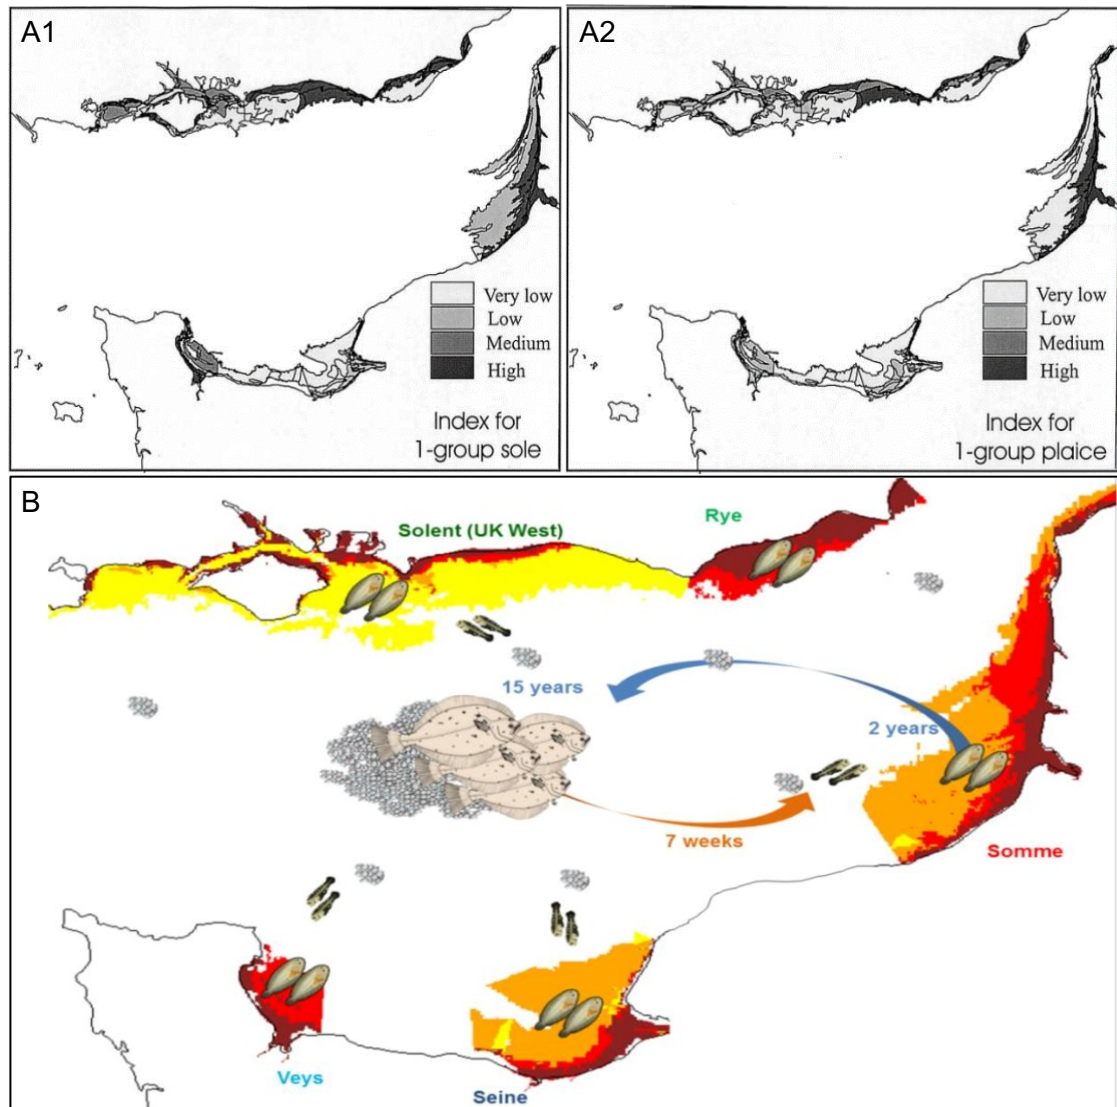 A1
Very low
Low
Medium
High
Index for
1-group sole
A2
Very low
Low
Medium
High
Index for
1-group plaice
B
Solent (UK West)
Rye
15 years
2 years
7 weeks
Somme
Veys
Seine